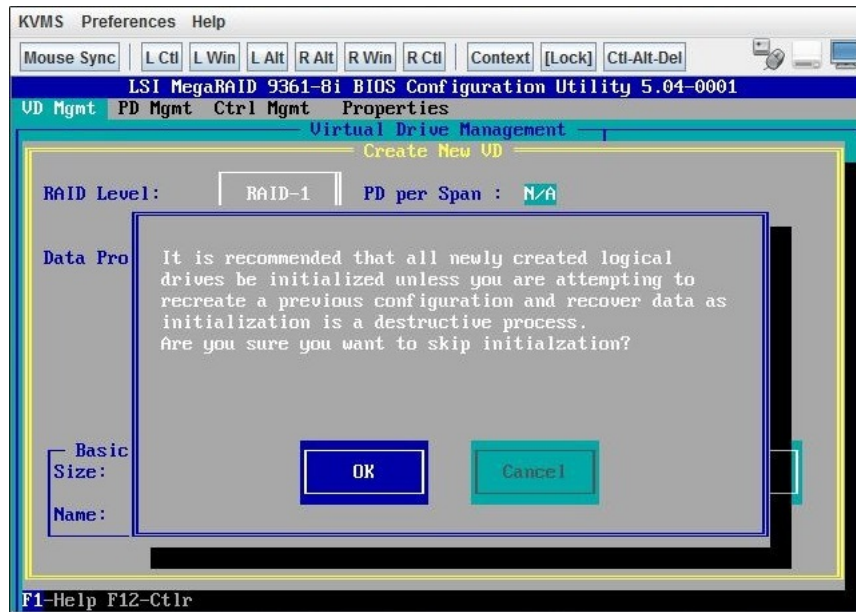 KVMS Preferences Help
Mouse Sync L Ctl L Win L Alt R Alt R Win R Ctl Context [Lock] Ctl-Alt-Del
LSI MegaRAID 9361-8i BIOS Configuration Utility 5.04-0001
VD Mgmt PD Mgmt Ctrl Mgmt Properties
Virtual Drive Management
Create New VD
RAID Level: RAID-1 PD per Span : N/A
Data Pro
It is recommended that all newly created logical
drives be initialized unless you are attempting to
recreate a previous configuration and recover data as
initialization is a destructive process.
Are you sure you want to skip initialzation?
Basic
Size:
OK Cancel
Name:
F1-Help F12-Ctlr